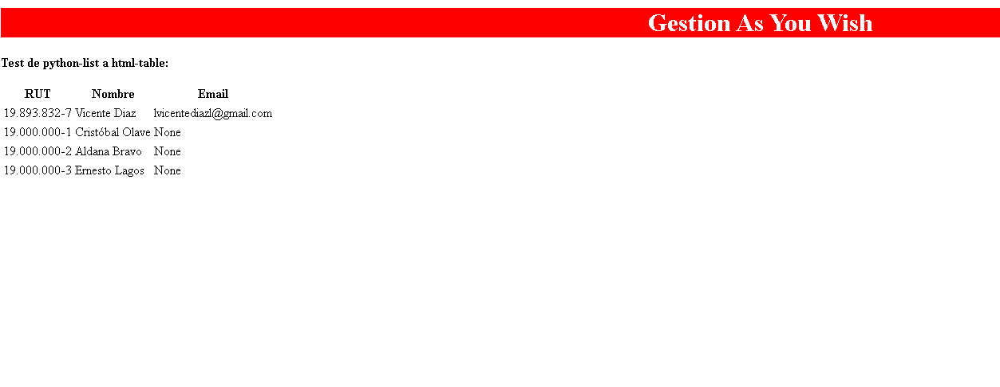 Gestion As You Wish
Test de python-list a html-table:
RUT Nombre Email
19.893.832-7 Vicente Diaz lvicentediazl@gmail.com
19.000.000-1 Cristóbal Olave None
19.000.000-2 Aldana Bravo None
19.000.000-3 Ernesto Lagos None